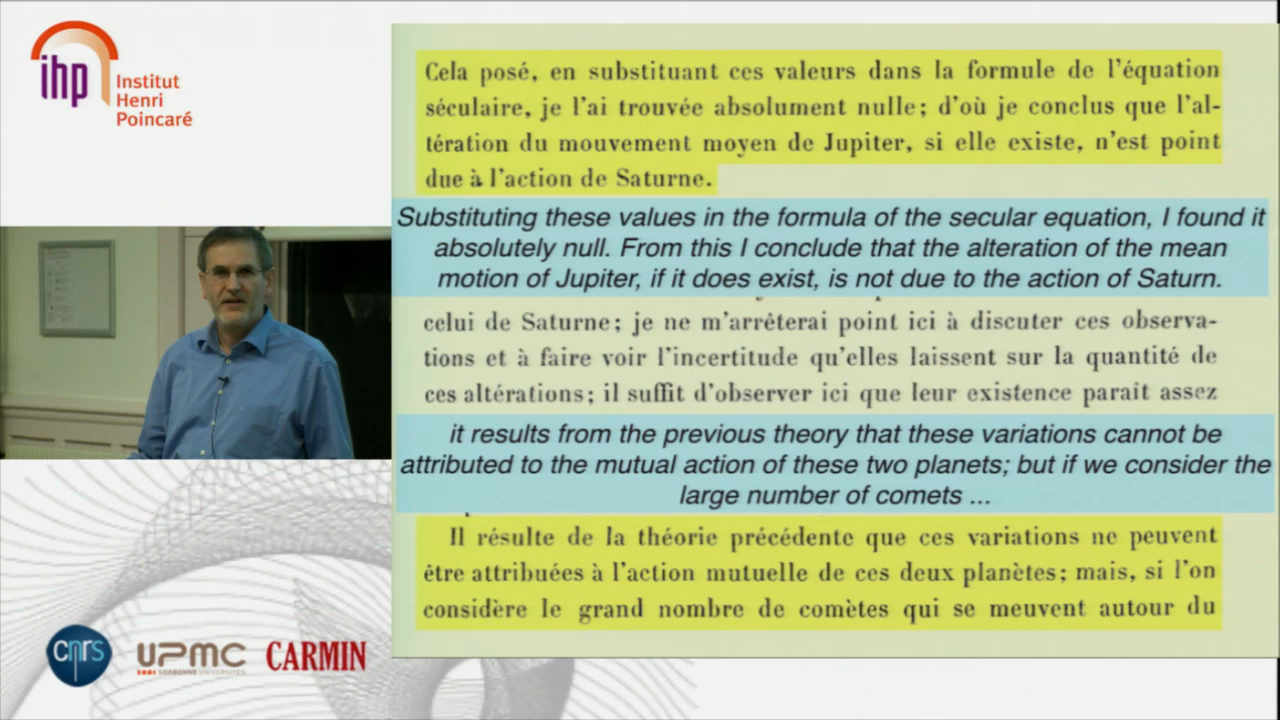 ihp
Institut
Henri
Poincaré
Cela posé, en substituant ces valeurs dans la formule de l'équation
séculaire, je l'ai trouvée absolument nulle; d'où je conclus que l'al-
tération du mouvement moyen de Jupiter, si elle existe, n'est point
due à l'action de Saturne.
Substituting these values in the formula of the secular equation, I found it
absolutely null. From this I conclude that the alteration of the mean
motion of Jupiter, if it does exist, is not due to the action of Saturn.
celui de Saturne; je ne m'arrêterai point ici à discuter ces observa-
tions et à faire voir l'incertitude qu'elles laissent sur la quantité de
ces altérations; il suffit d'observer ici que leur existence paraît assez
it results from the previous theory that these variations cannot be
attributed to the mutual action of these two planets; but if we consider the
large number of comets ...
Il résulte de la théorie précédente que ces variations ne peuvent
être attribuées à l'action mutuelle de ces deux planètes; mais, si l'on
considère le grand nombre de comètes qui se meuvent autour du
cnrs
UPMC
SORBONNE UNIVERSITÉS
CARMIN